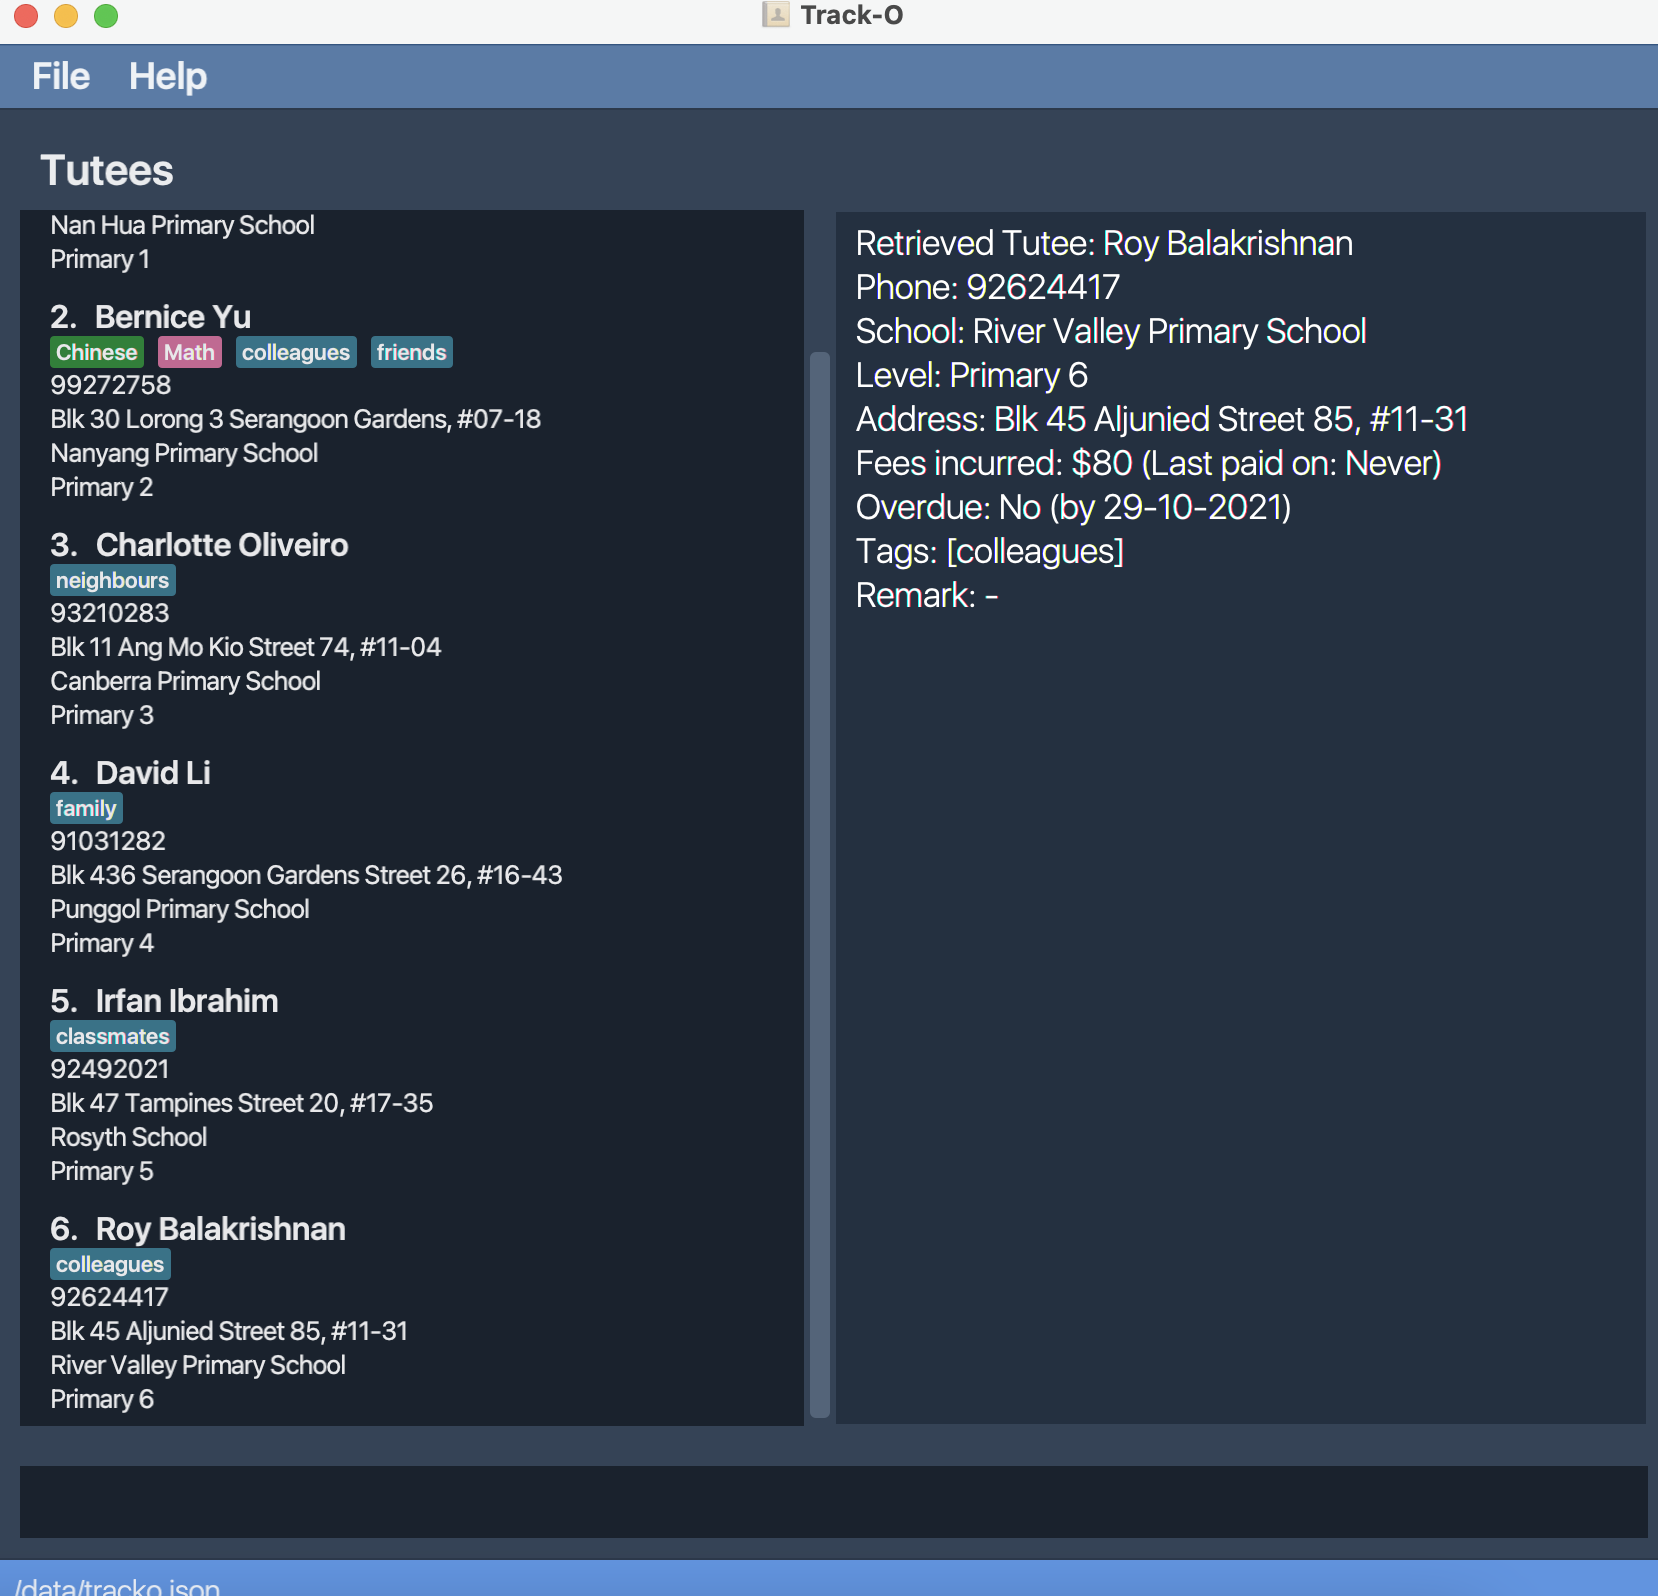 Track-O
File Help
Tutees
Nan Hua Primary School
Primary 1
2. Bernice Yu
Chinese Math colleagues friends
99272758
Blk 30 Lorong 3 Serangoon Gardens, #07-18
Nanyang Primary School
Primary 2
3. Charlotte Oliveiro
neighbours
93210283
Blk 11 Ang Mo Kio Street 74, #11-04
Canberra Primary School
Primary 3
4. David Li
family
91031282
Blk 436 Serangoon Gardens Street 26, #16-43
Punggol Primary School
Primary 4
5. Irfan Ibrahim
classmates
92492021
Blk 47 Tampines Street 20, #17-35
Rosyth School
Primary 5
6. Roy Balakrishnan
colleagues
92624417
Blk 45 Aljunied Street 85, #11-31
River Valley Primary School
Primary 6
Retrieved Tutee: Roy Balakrishnan
Phone: 92624417
School: River Valley Primary School
Level: Primary 6
Address: Blk 45 Aljunied Street 85, #11-31
Fees incurred: $80 (Last paid on: Never)
Overdue: No (by 29-10-2021)
Tags: [colleagues]
Remark: -
/data/tracko.json